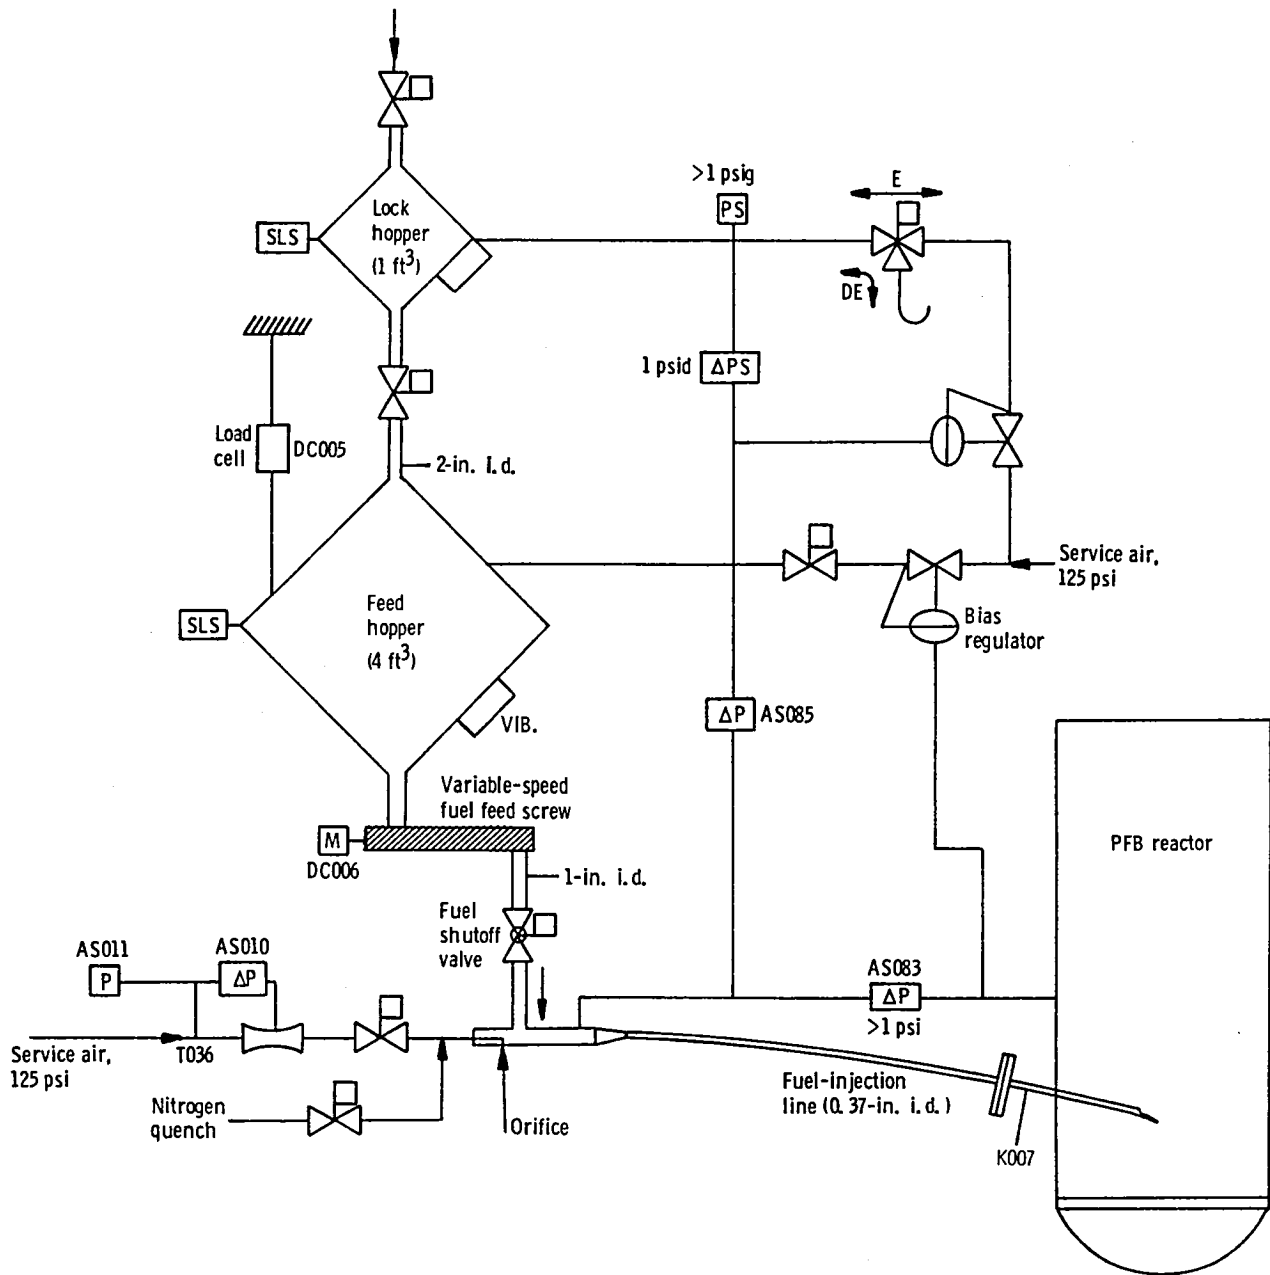 >1 psig
PS
E
Lock
hopper
(1 ft³)
SLS
DE
1 psid
ΔPS
Load
cell
DC005
2-in. i.d.
Service air,
125 psi
Feed
hopper
(4 ft³)
SLS
Bias
regulator
ΔP
AS085
VIB.
Variable-speed
fuel feed screw
M
DC006
PFB reactor
1-in. i.d.
Fuel
shutoff
valve
AS011
P
AS010
ΔP
AS083
ΔP
>1 psi
Service air,
125 psi
T036
Fuel-injection
line (0.37-in. i.d.)
Nitrogen
quench
Orifice
K007